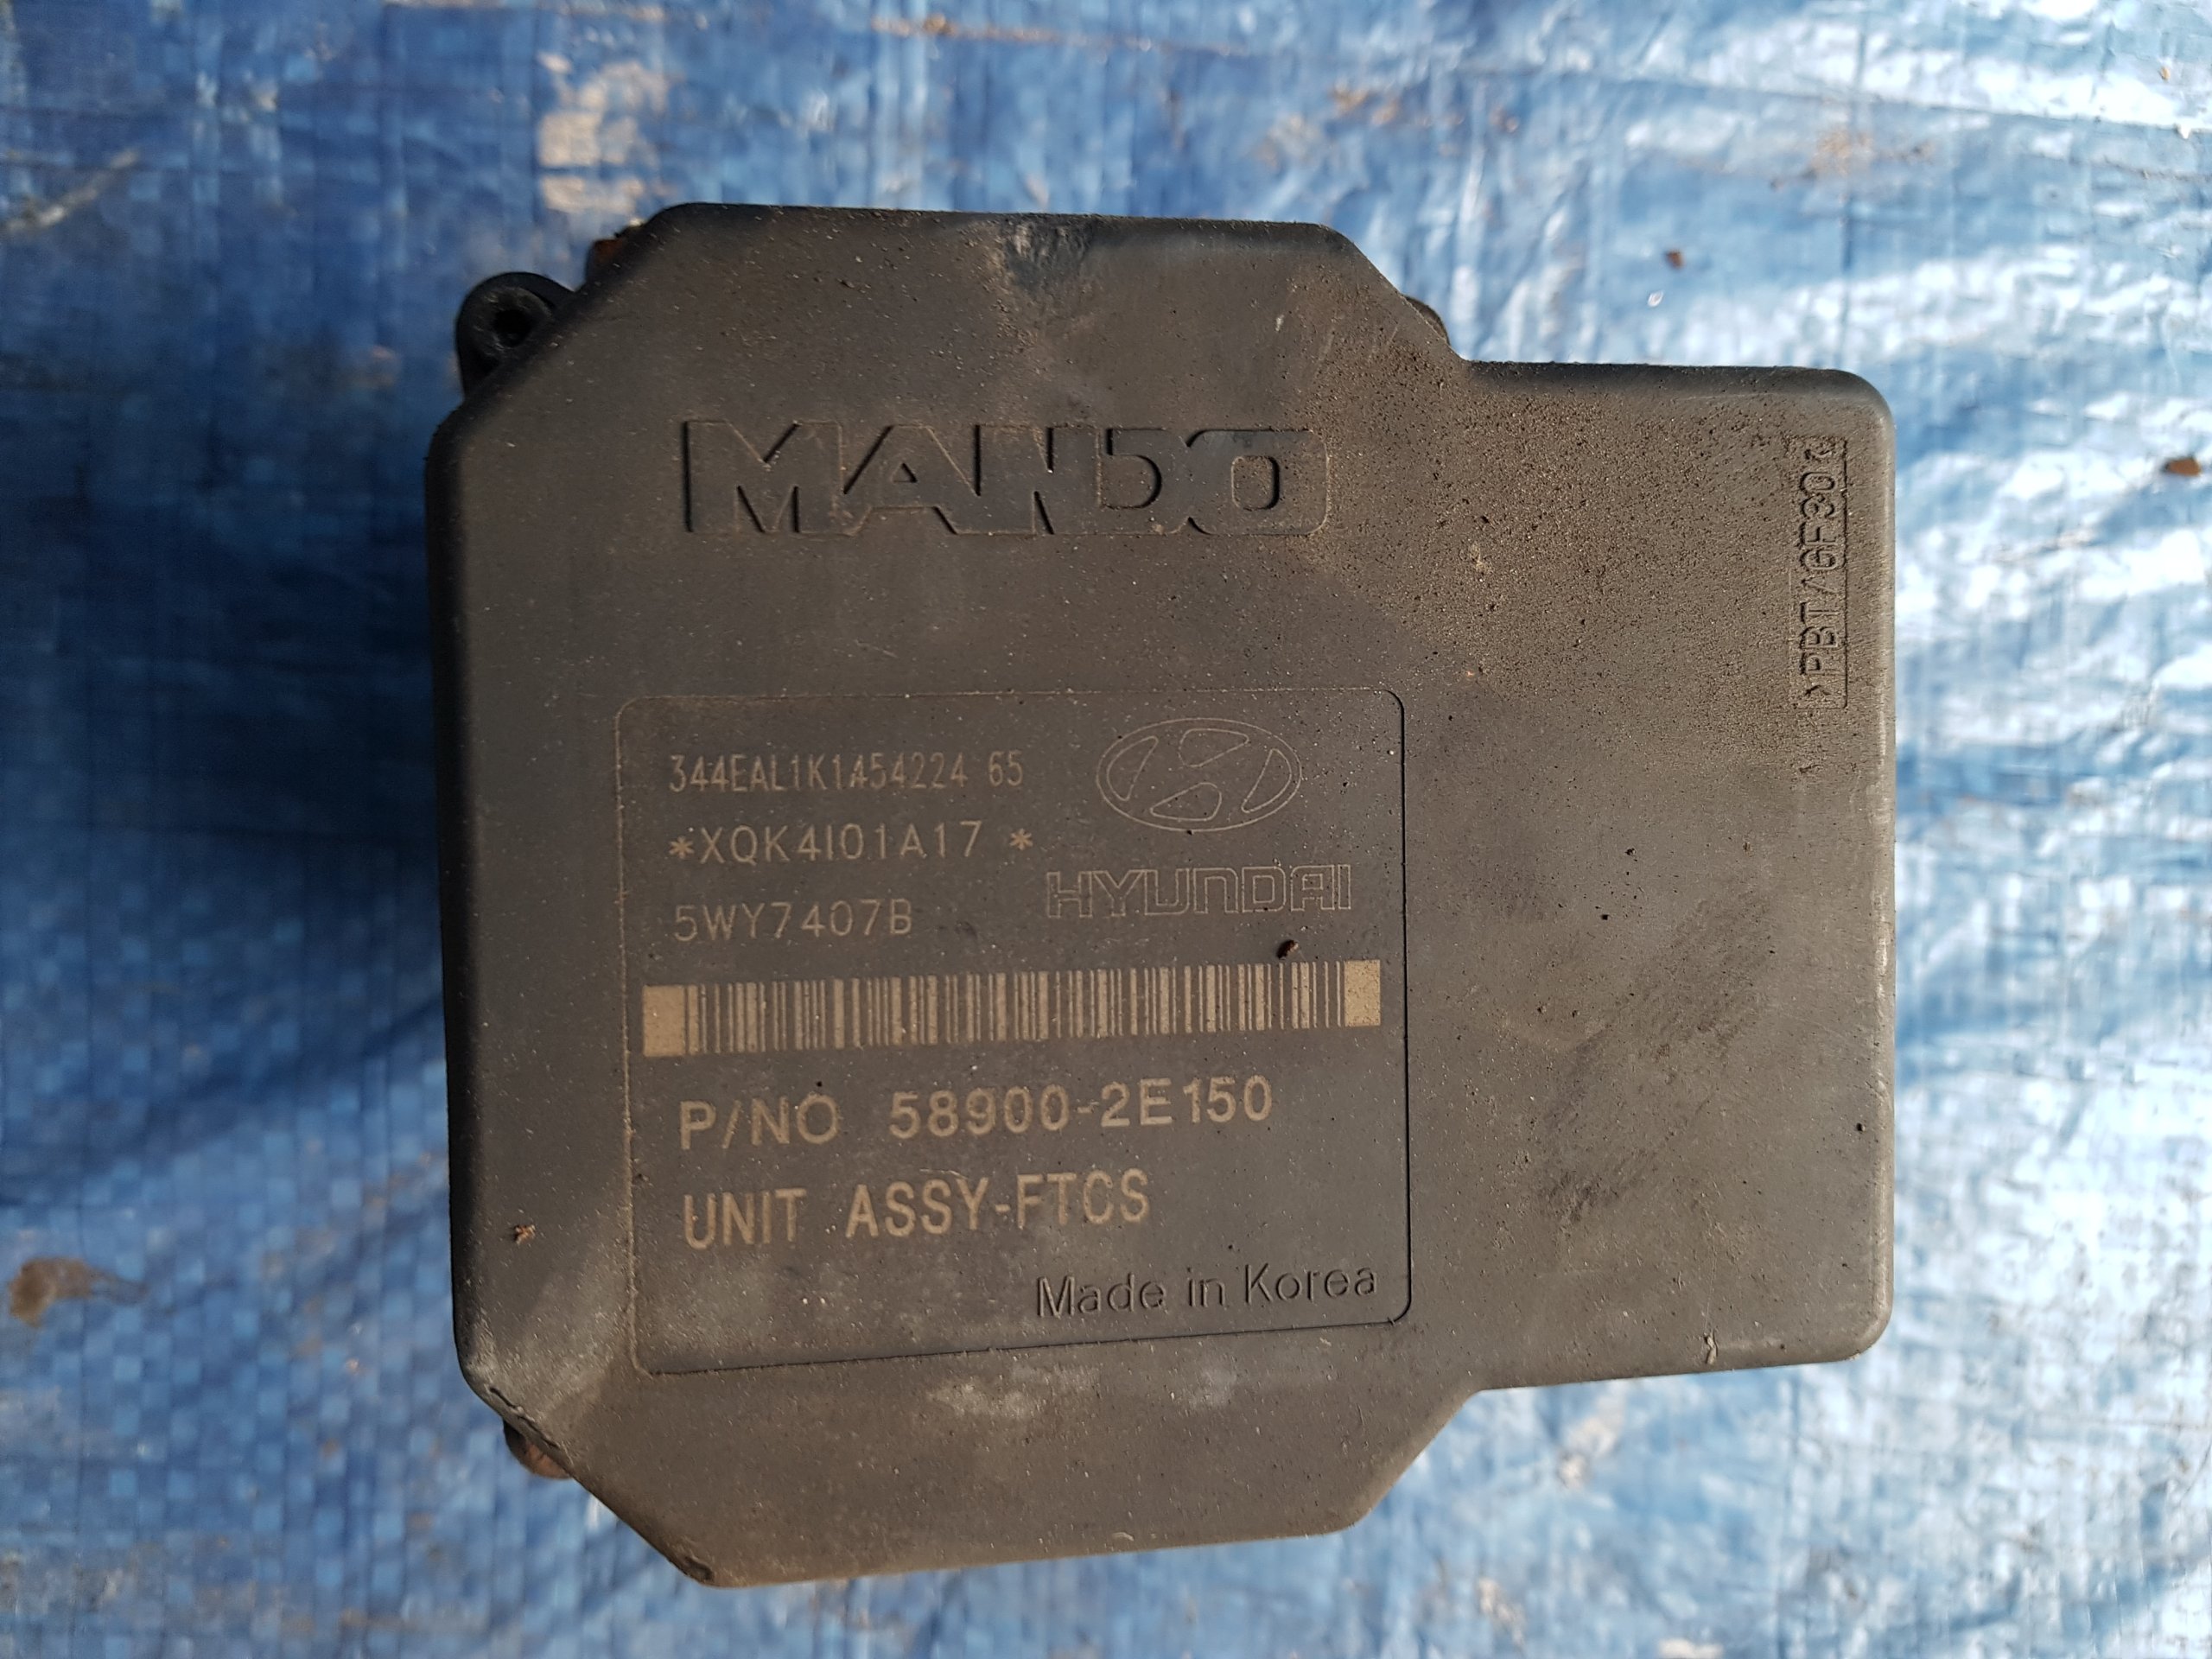 MANDO
>PBT/GF30<
344EAL1K1A54224 65
*XQK4I01A17 *
5WY7407B
HYUNDAI
P/NO 58900-2E150
UNIT ASSY-FTCS
Made in Korea